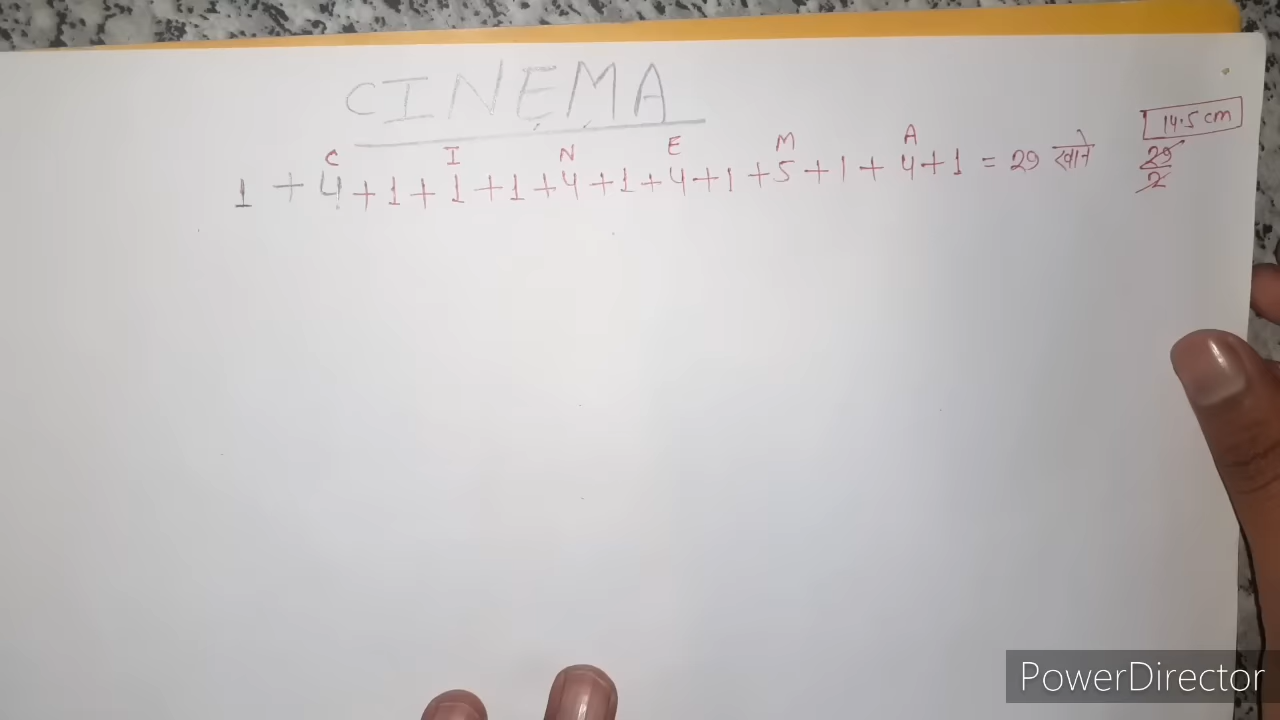 CINEMA
14.5 cm
C I N E M A
1 + 4 + 1 + 1 + 1 + 4 + 1 + 4 + 1 + 5 + 1 + 4 + 1 = 29 खाने
29
2
PowerDirector